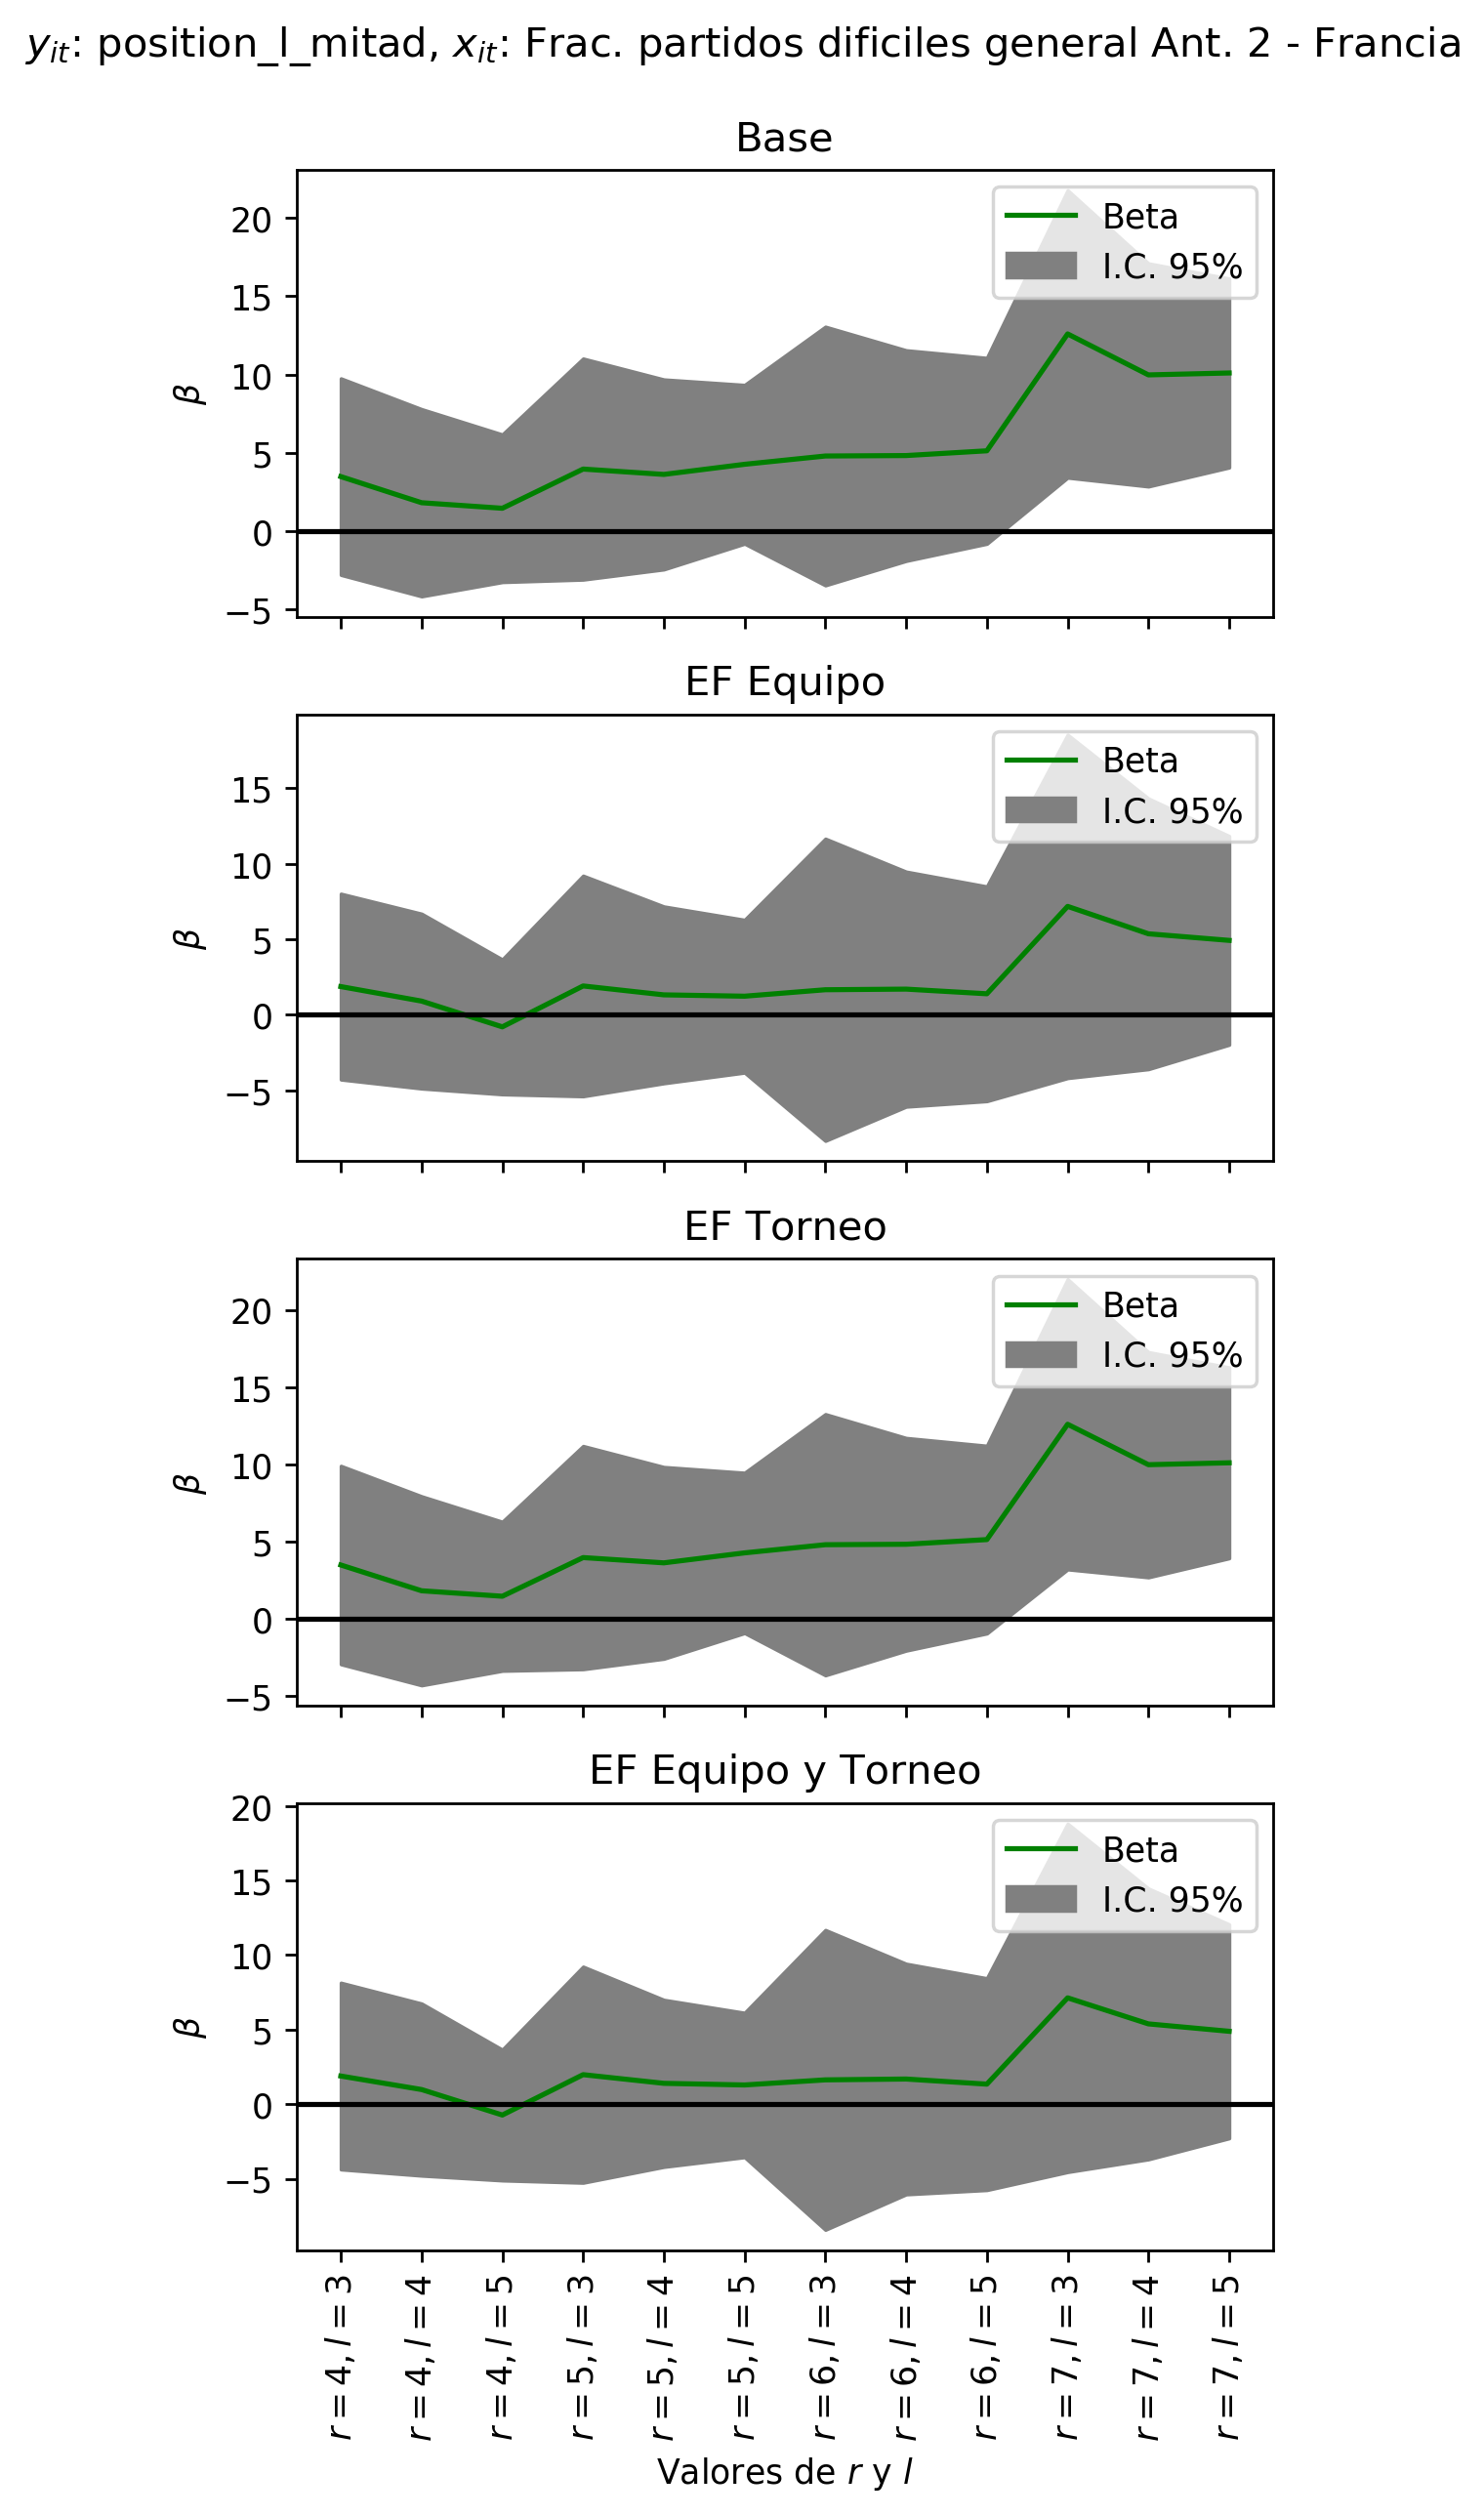 y_it: position_l_mitad, x_it: Frac. partidos dificiles general Ant. 2 - Francia
Base
20
15
10
5
0
−5
β
Beta
I.C. 95%
EF Equipo
15
10
5
0
−5
β
Beta
I.C. 95%
EF Torneo
20
15
10
5
0
−5
β
Beta
I.C. 95%
EF Equipo y Torneo
20
15
10
5
0
−5
β
Beta
I.C. 95%
r = 4, l = 3
r = 4, l = 4
r = 4, l = 5
r = 5, l = 3
r = 5, l = 4
r = 5, l = 5
r = 6, l = 3
r = 6, l = 4
r = 6, l = 5
r = 7, l = 3
r = 7, l = 4
r = 7, l = 5
Valores de r y l